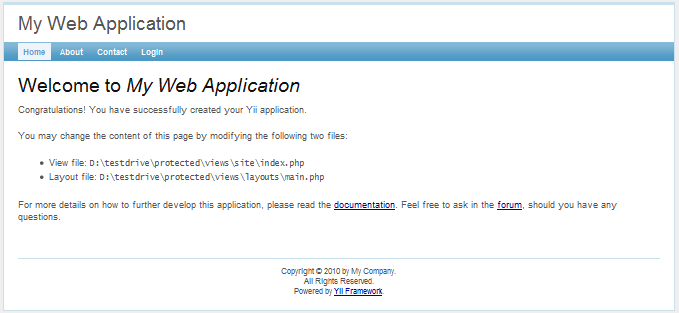 My Web Application
Home About Contact Login
Welcome to My Web Application
Congratulations! You have successfully created your Yii application.
You may change the content of this page by modifying the following two files:
View file: D:\testdrive\protected\views\site\index.php
Layout file: D:\testdrive\protected\views\layouts\main.php
For more details on how to further develop this application, please read the documentation. Feel free to ask in the forum, should you have any
questions.
Copyright © 2010 by My Company.
All Rights Reserved.
Powered by Yii Framework.